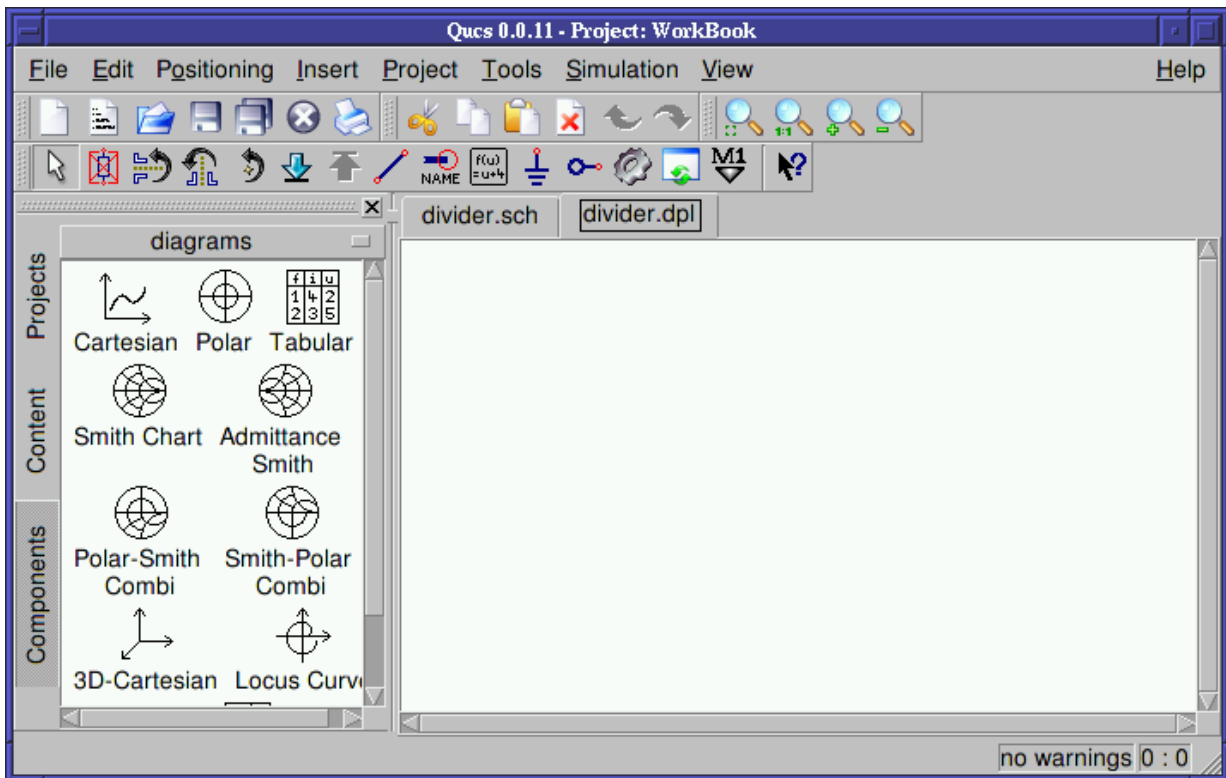 Qucs 0.0.11 - Project: WorkBook
File Edit Positioning Insert Project Tools Simulation View Help
1:1
NAME
f(u)
=u+4
M1
?
divider.sch divider.dpl
diagrams
Projects
Content
Components
f i u
1 4 2
2 3 5
Cartesian Polar Tabular
Smith Chart Admittance
Smith
Polar-Smith Smith-Polar
Combi Combi
3D-Cartesian Locus Curv
no warnings 0 : 0